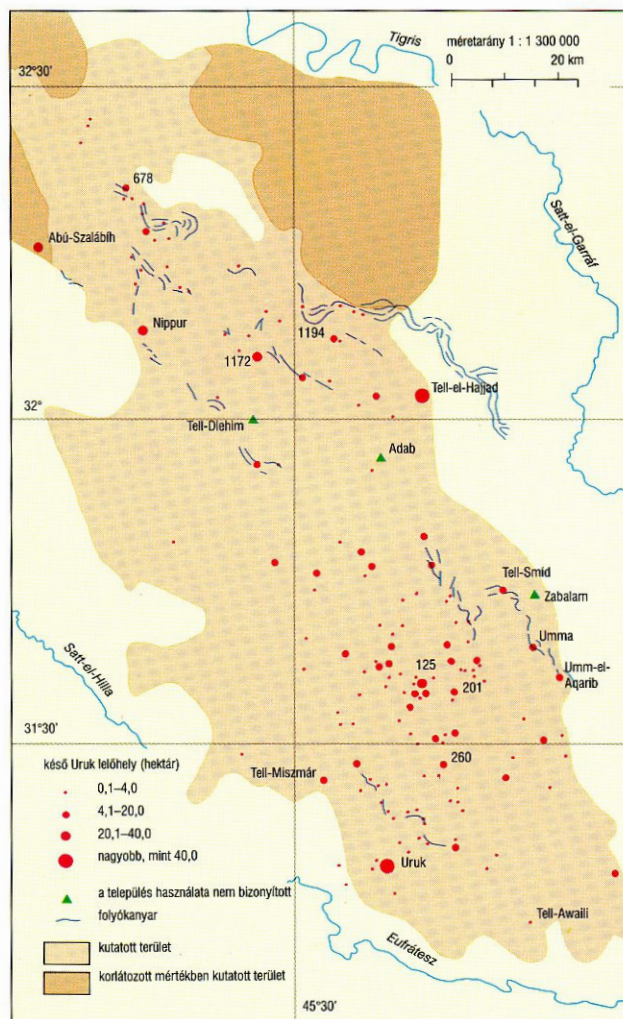 Tigris
méretarány 1 : 1 300 000
0 20 km
32°30'
678
Abū-Szalábíh
Satt-el-Garráf
Nippur
1194
1172
Tell-el-Hajjad
32°
Tell-Dlehim
Adab
Tell-Smid
Zabalam
Umma
Umm-el-
Aqarib
125
201
Satt-el-Hilla
31°30'
260
késő Uruk lelőhely (hektár)
Tell-Miszmár
0,1–4,0
4,1–20,0
20,1–40,0
nagyobb, mint 40,0
Uruk
a település használata nem bizonyított
folyókanyar
Tell-Awaili
kutatott terület
Eufrátesz
korlátozott mértékben kutatott terület
45°30'